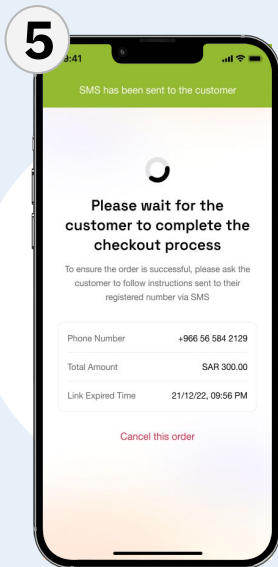 5
9:41
SMS has been sent to the customer
Please wait for the
customer to complete the
checkout process
To ensure the order is successful, please ask the
customer to follow instructions sent to their
registered number via SMS
Phone Number +966 56 584 2129
Total Amount SAR 300.00
Link Expired Time 21/12/22, 09:56 PM
Cancel this order